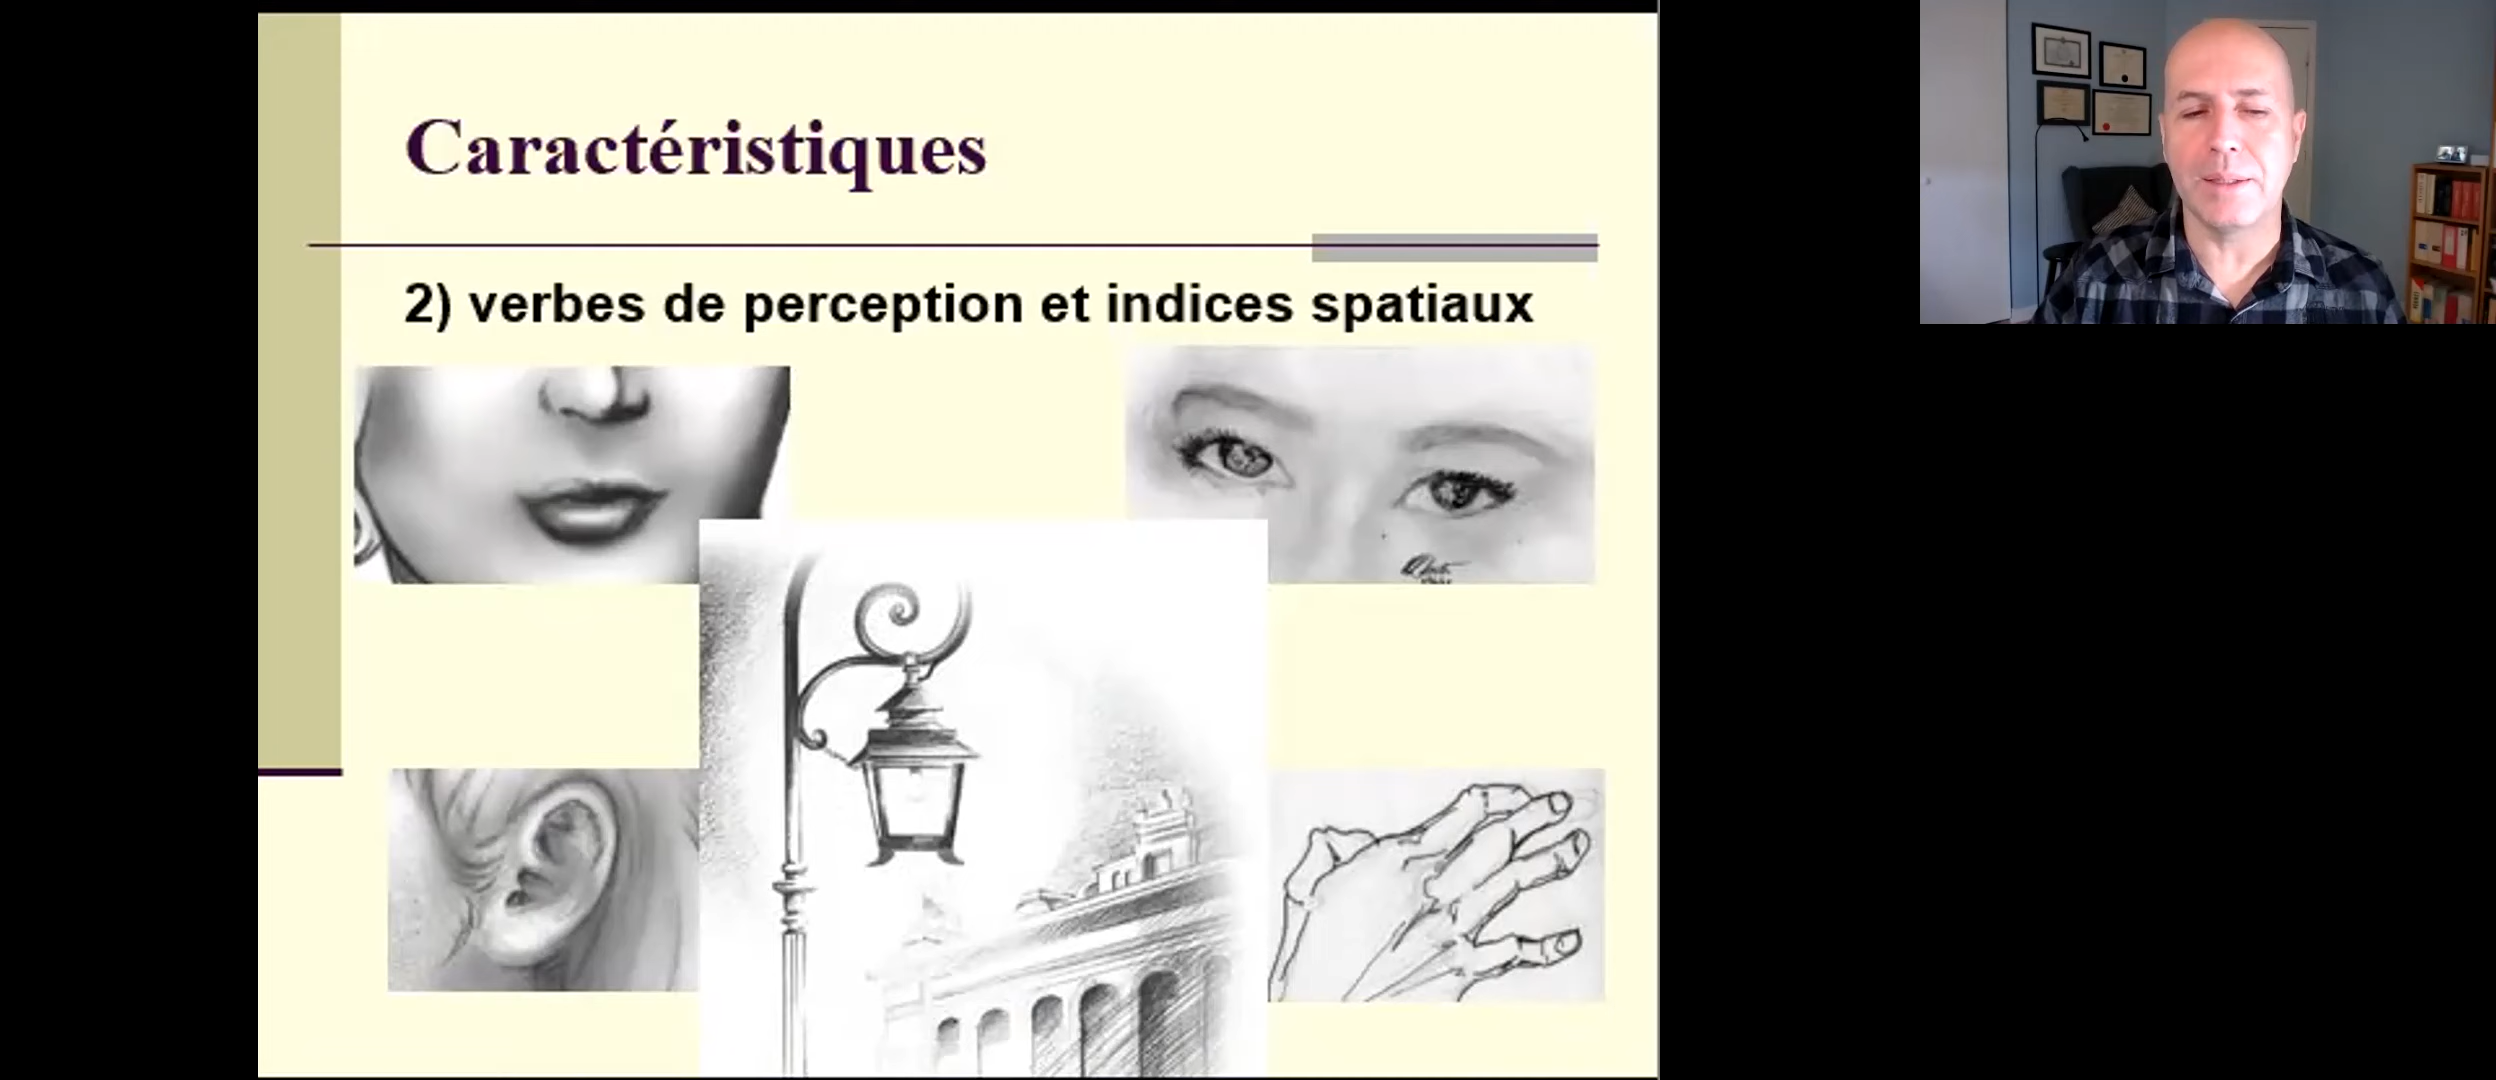 Caractéristiques
2) verbes de perception et indices spatiaux